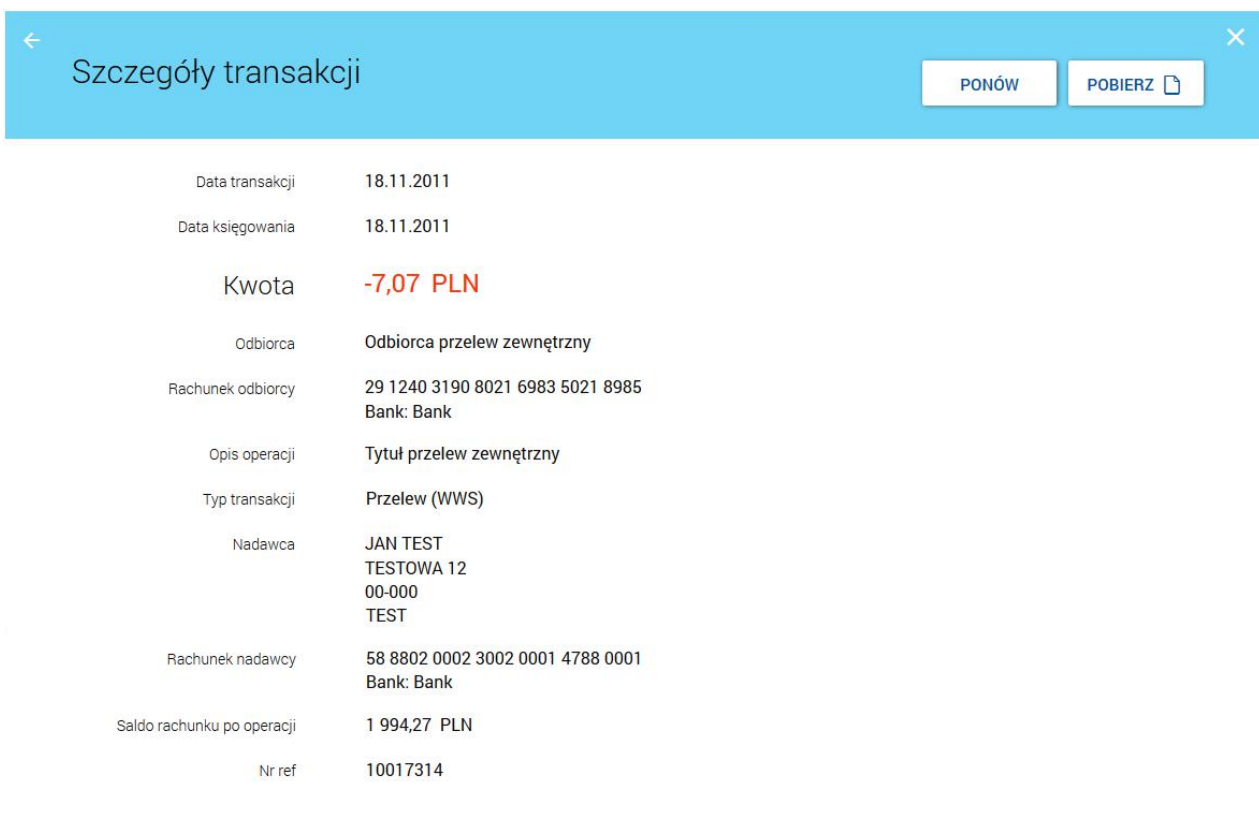 Szczegóły transakcji
PONÓW
POBIERZ
Data transakcji 18.11.2011
Data księgowania 18.11.2011
Kwota -7,07 PLN
Odbiorca Odbiorca przelew zewnętrzny
Rachunek odbiorcy 29 1240 3190 8021 6983 5021 8985
Bank: Bank
Opis operacji Tytuł przelew zewnętrzny
Typ transakcji Przelew (WWS)
Nadawca JAN TEST
TESTOWA 12
00-000
TEST
Rachunek nadawcy 58 8802 0002 3002 0001 4788 0001
Bank: Bank
Saldo rachunku po operacji 1 994,27 PLN
Nr ref 10017314